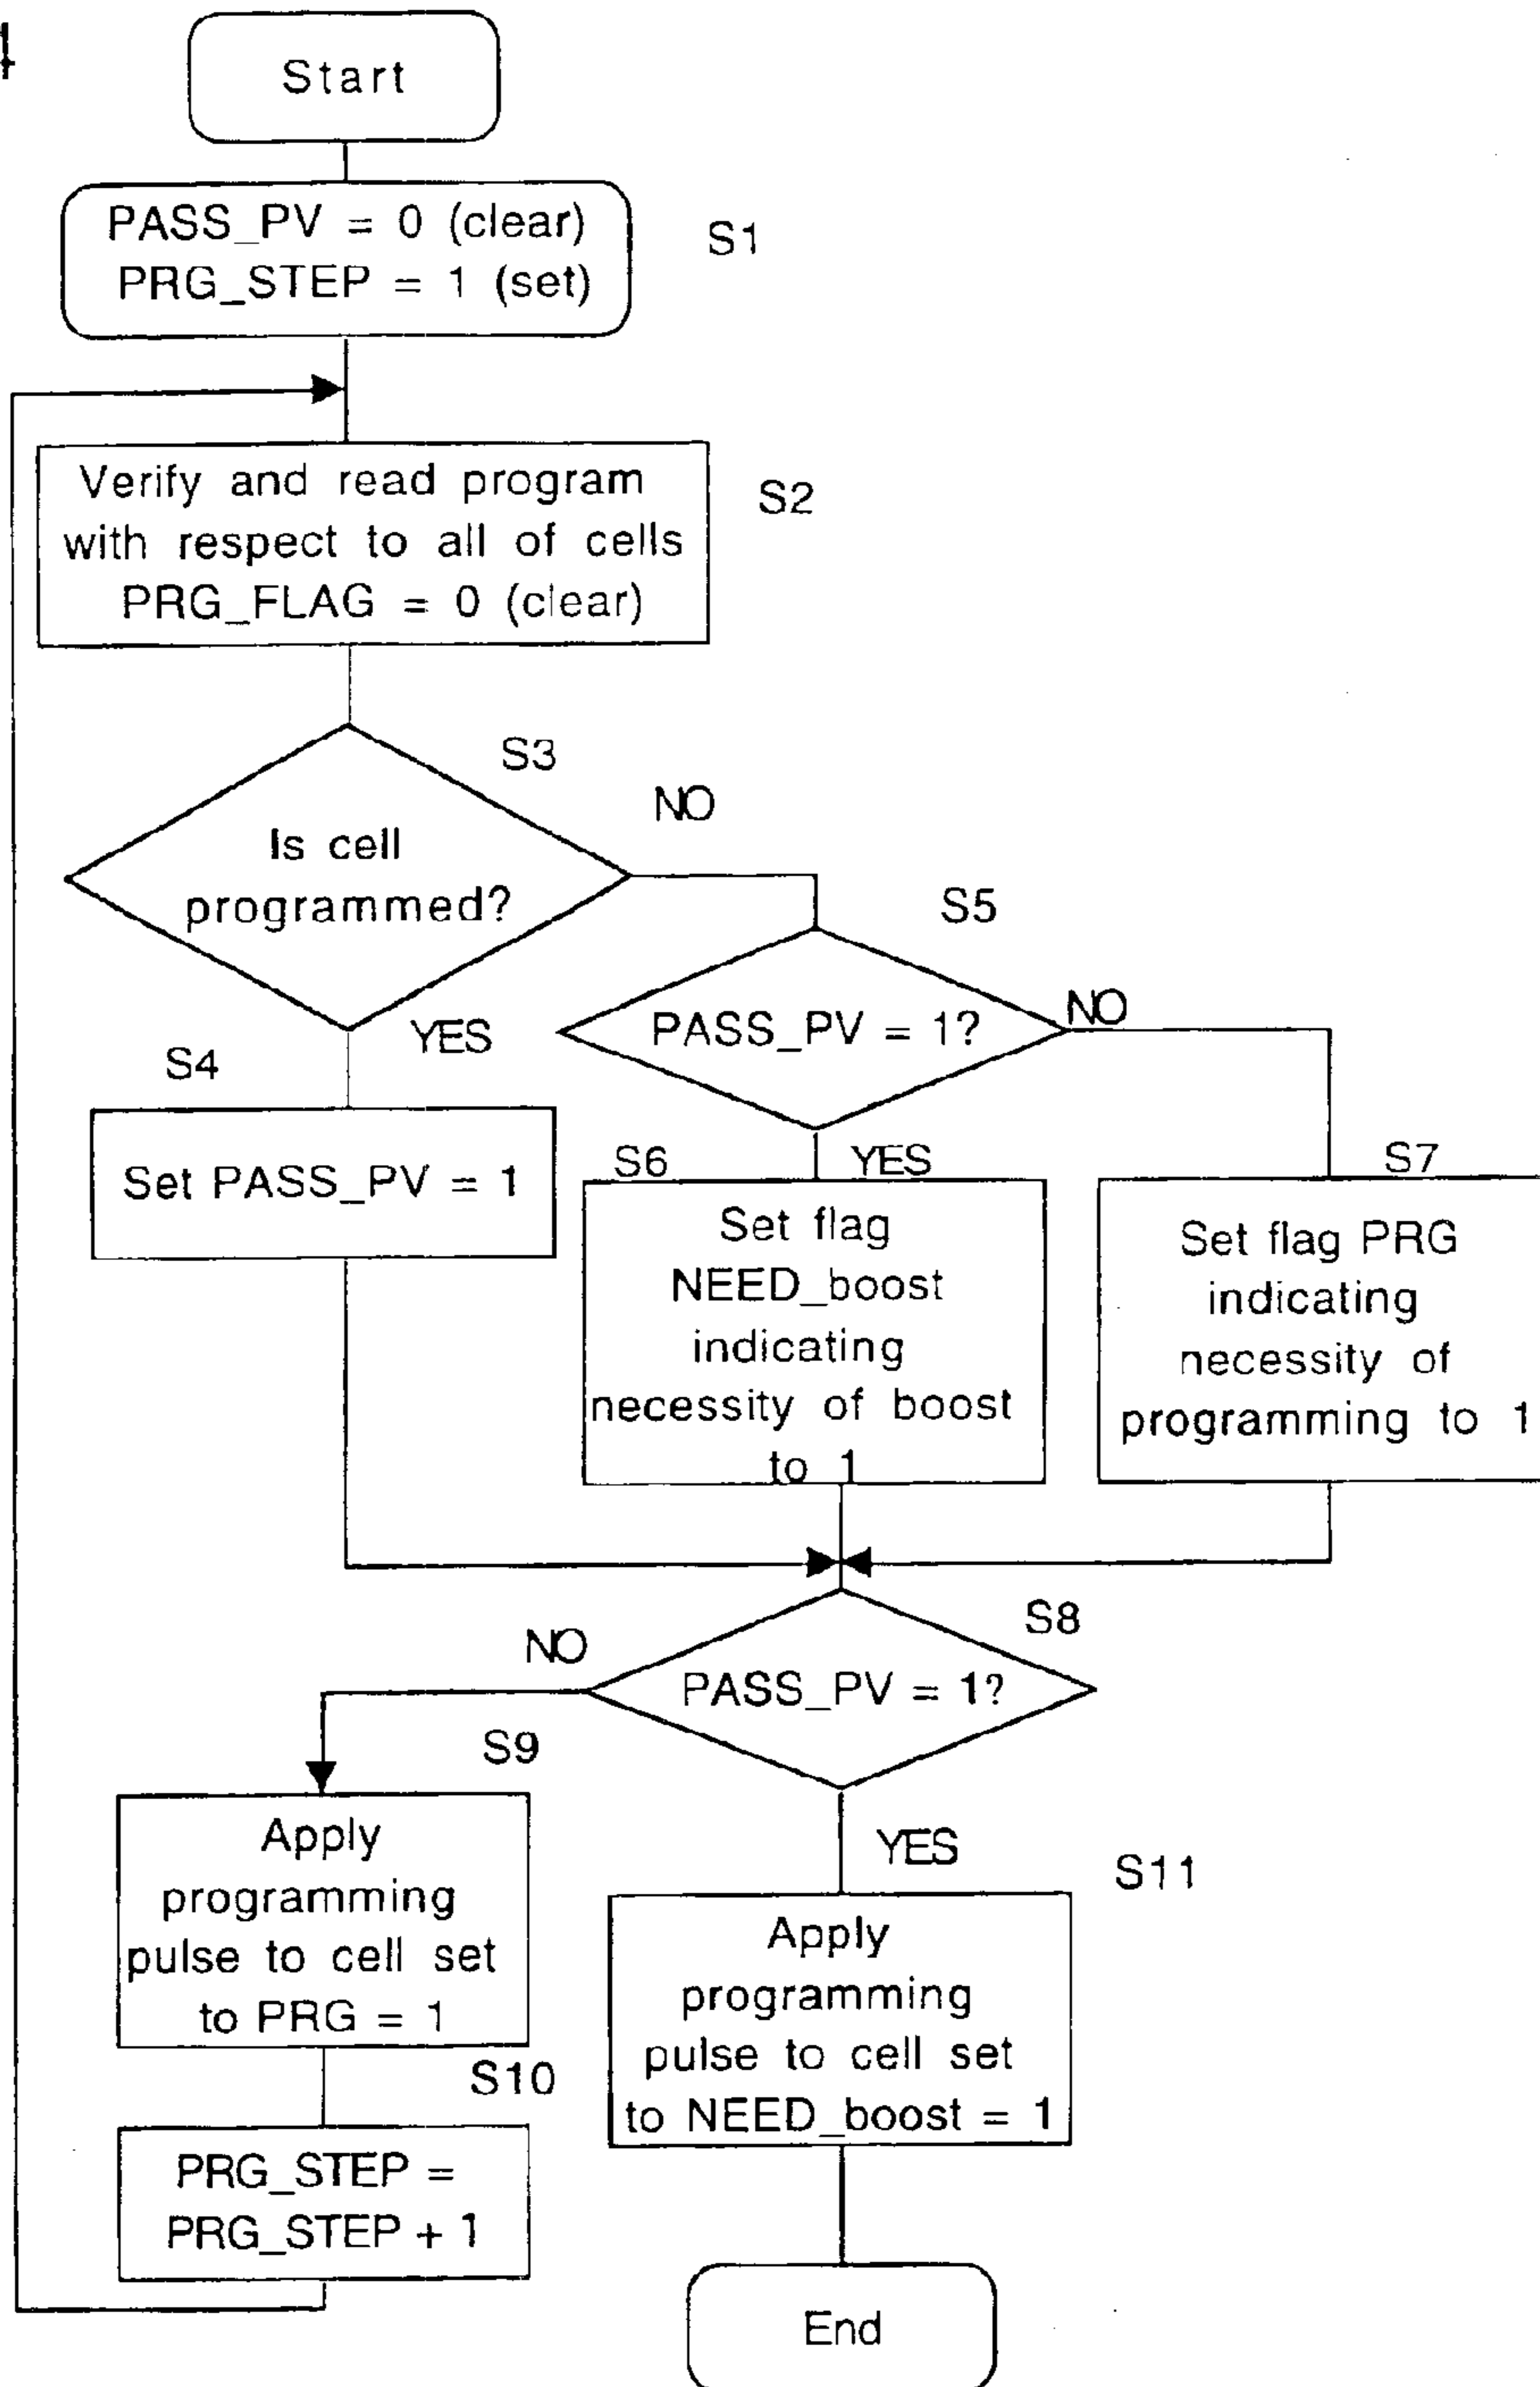 4
Start
PASS_PV = 0 (clear)
PRG_STEP = 1 (set)
S1
Verify and read program
with respect to all of cells
PRG_FLAG = 0 (clear)
S2
S3
Is cell
programmed?
NO
YES
S5
PASS_PV = 1?
NO
YES
S4
Set PASS_PV = 1
S6
Set flag
NEED_boost
indicating
necessity of boost
to 1
S7
Set flag PRG
indicating
necessity of
programming to 1
S8
PASS_PV = 1?
NO
YES
S9
Apply
programming
pulse to cell set
to PRG = 1
S10
PRG_STEP =
PRG_STEP + 1
S11
Apply
programming
pulse to cell set
to NEED_boost = 1
End